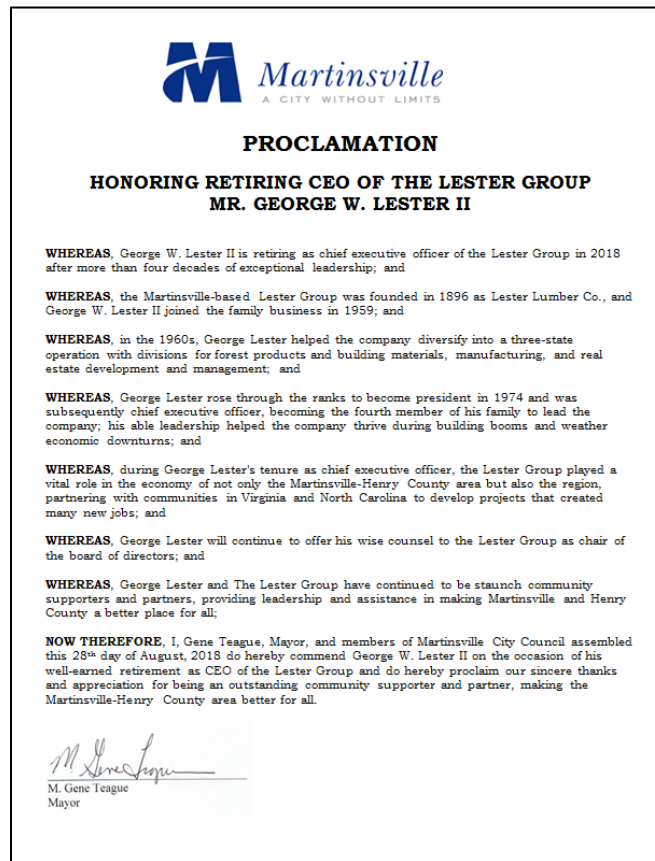 Martinsville
A CITY WITHOUT LIMITS
PROCLAMATION
HONORING RETIRING CEO OF THE LESTER GROUP
MR. GEORGE W. LESTER II
WHEREAS, George W. Lester II is retiring as chief executive officer of the Lester Group in 2018
after more than four decades of exceptional leadership; and
WHEREAS, the Martinsville-based Lester Group was founded in 1896 as Lester Lumber Co., and
George W. Lester II joined the family business in 1959; and
WHEREAS, in the 1960s, George Lester helped the company diversify into a three-state
operation with divisions for forest products and building materials, manufacturing, and real
estate development and management; and
WHEREAS, George Lester rose through the ranks to become president in 1974 and was
subsequently chief executive officer, becoming the fourth member of his family to lead the
company; his able leadership helped the company thrive during building booms and weather
economic downturns; and
WHEREAS, during George Lester's tenure as chief executive officer, the Lester Group played a
vital role in the economy of not only the Martinsville-Henry County area but also the region,
partnering with communities in Virginia and North Carolina to develop projects that created
many new jobs; and
WHEREAS, George Lester will continue to offer his wise counsel to the Lester Group as chair of
the board of directors; and
WHEREAS, George Lester and The Lester Group have continued to be staunch community
supporters and partners, providing leadership and assistance in making Martinsville and Henry
County a better place for all;
NOW THEREFORE, I, Gene Teague, Mayor, and members of Martinsville City Council assembled
this 28th day of August, 2018 do hereby commend George W. Lester II on the occasion of his
well-earned retirement as CEO of the Lester Group and do hereby proclaim our sincere thanks
and appreciation for being an outstanding community supporter and partner, making the
Martinsville-Henry County area better for all.
M. Gene Teague
M. Gene Teague
Mayor